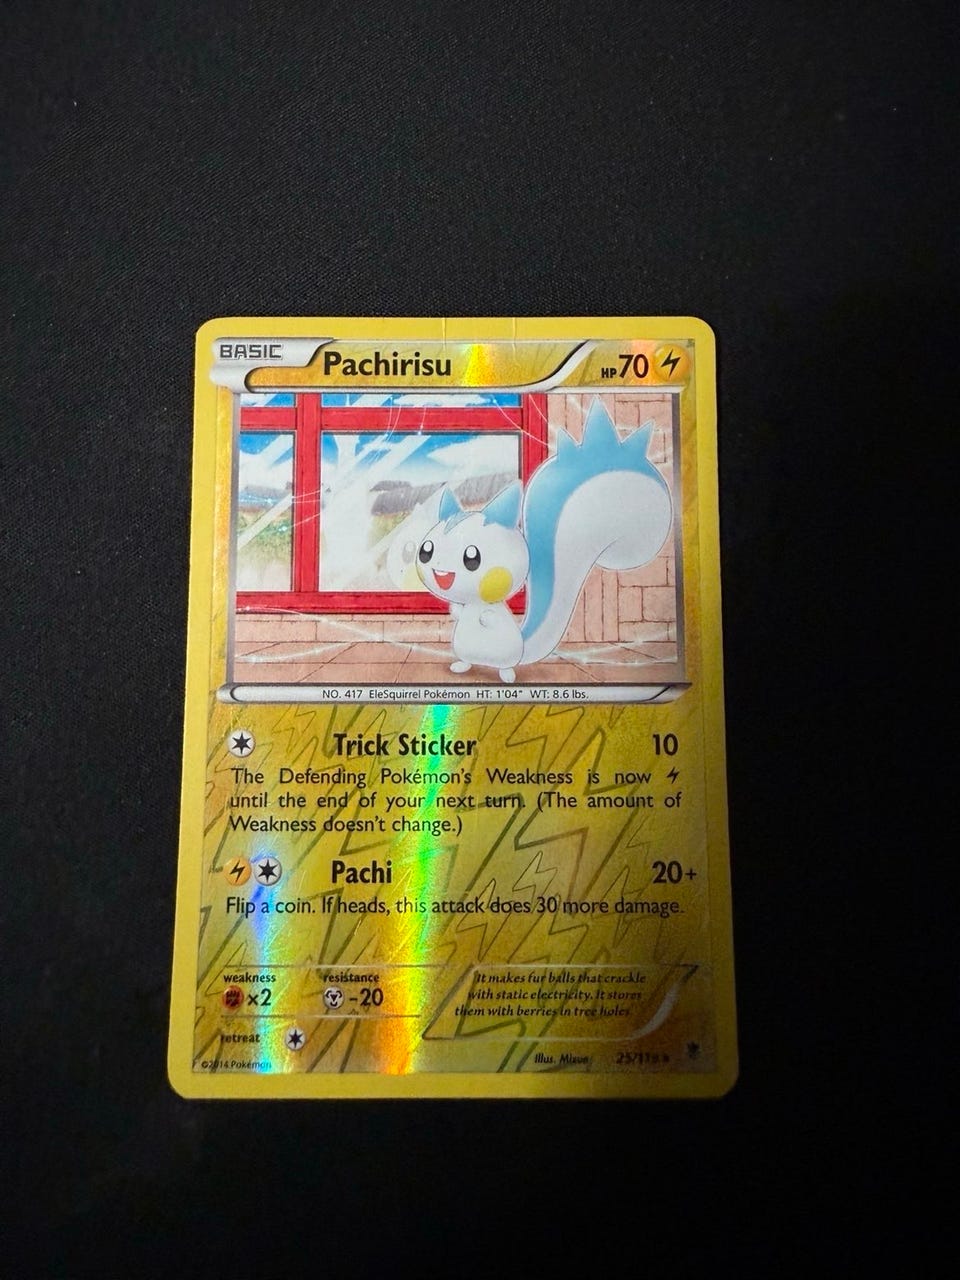 BASIC
Pachirisu
HP70
NO. 417 EleSquirrel Pokémon HT: 1'04" WT: 8.6 lbs.
Trick Sticker 10
The Defending Pokémon's Weakness is now
until the end of your next turn. (The amount of
Weakness doesn't change.)
Pachi 20+
Flip a coin. If heads, this attack does 30 more damage.
weakness resistance
×2 -20
It makes fur balls that crackle
with static electricity. It stores
them with berries in tree holes.
retreat
Illus. Mizue
©2014 Pokémon